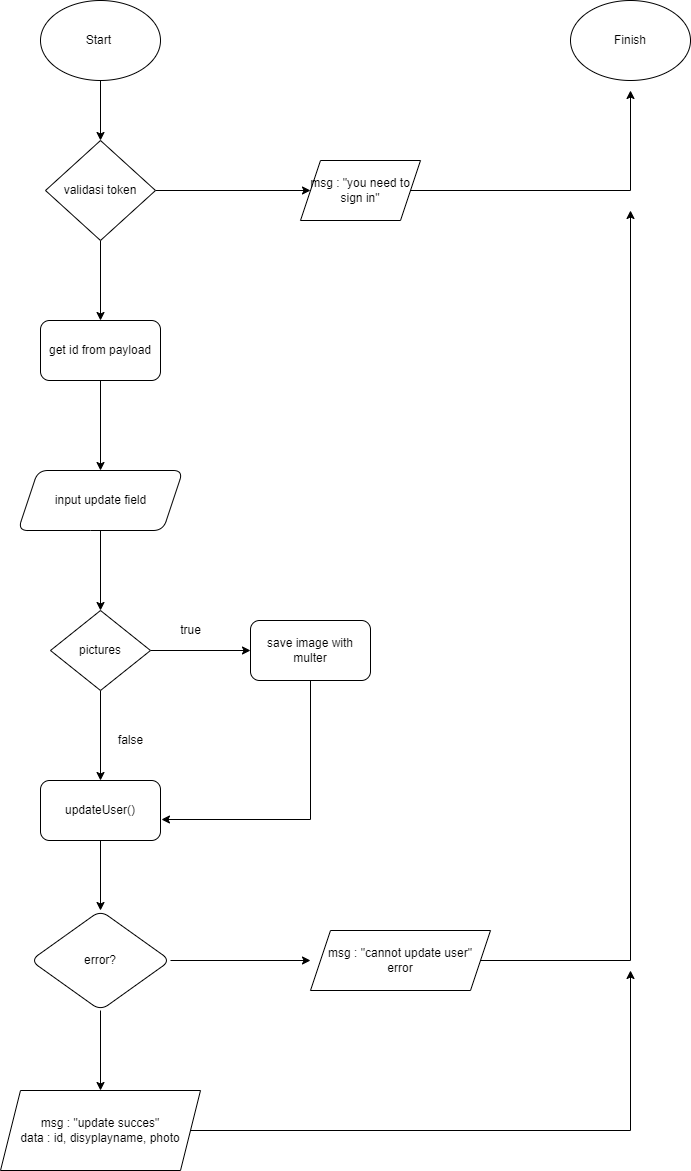 Start
Finish
validasi token
msg : "you need to
sign in"
get id from payload
input update field
pictures
true
save image with
multer
false
updateUser()
error?
msg : "cannot update user"
error
msg : "update succes"
data : id, disyplayname, photo